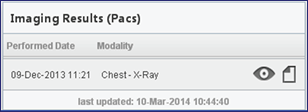 Imaging Results (Pacs)
Performed Date Modality
09-Dec-2013 11:21 Chest - X-Ray
last updated: 10-Mar-2014 10:44:40